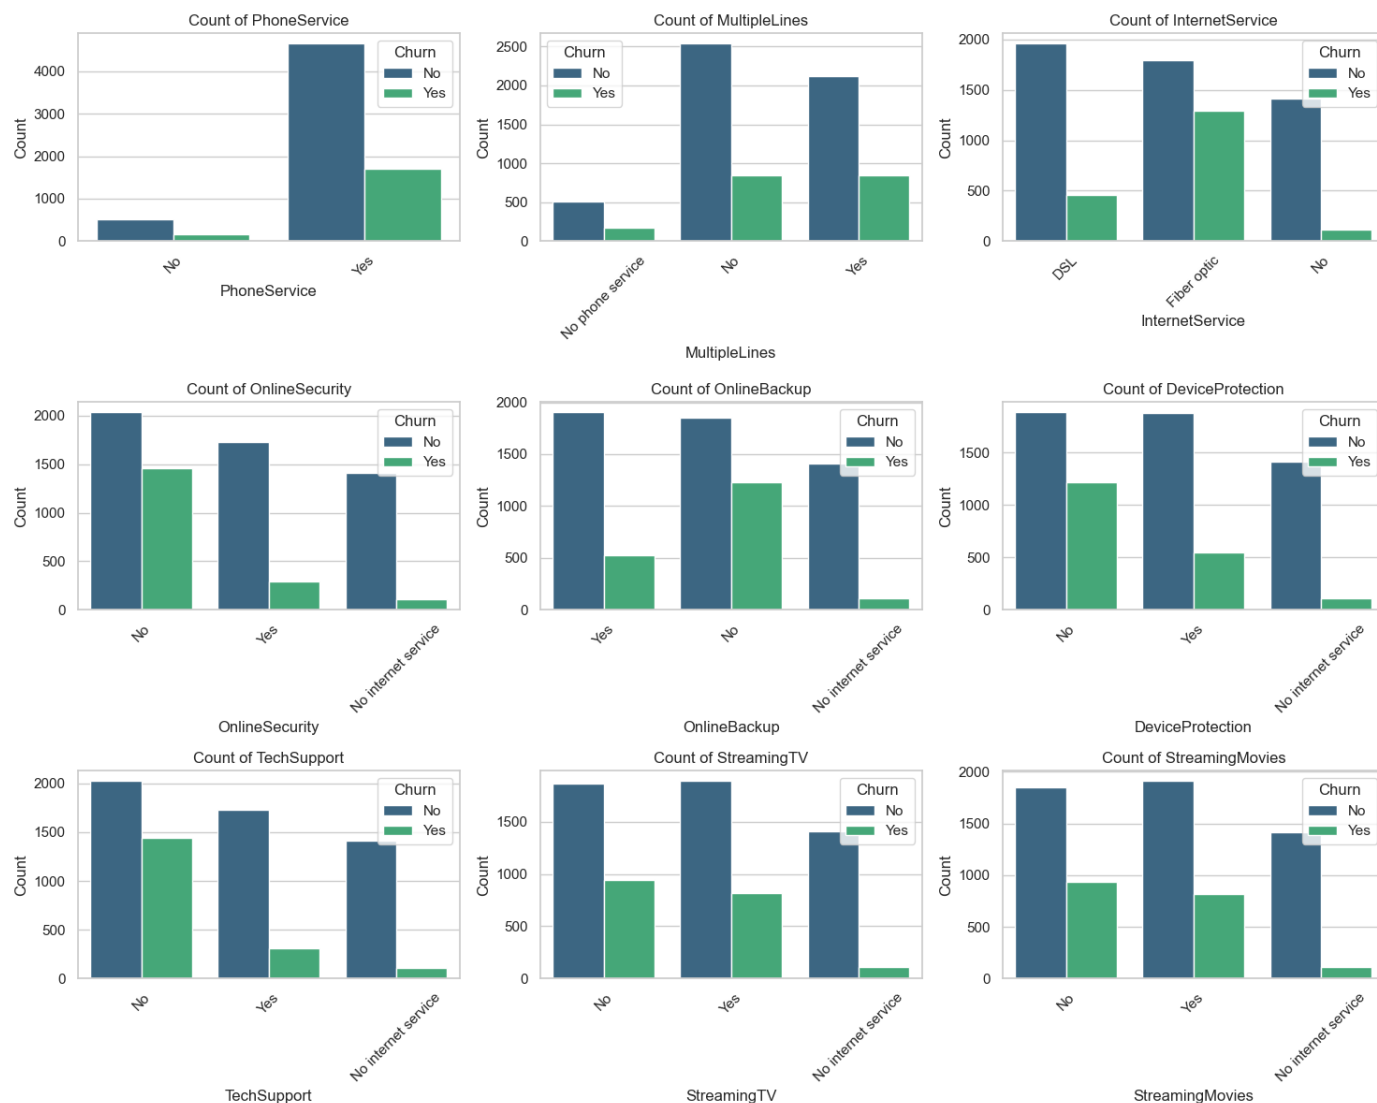 Count of PhoneService
Count
4000
3000
2000
1000
0
Churn
No
Yes
No
Yes
PhoneService
Count of MultipleLines
Count
2500
2000
1500
1000
500
0
Churn
No
Yes
No phone service
No
Yes
MultipleLines
Count of InternetService
Count
2000
1500
1000
500
0
Churn
No
Yes
DSL
Fiber optic
No
InternetService
Count of OnlineSecurity
Count
2000
1500
1000
500
0
Churn
No
Yes
No
Yes
No internet service
OnlineSecurity
Count of OnlineBackup
Count
2000
1500
1000
500
0
Churn
No
Yes
Yes
No
No internet service
OnlineBackup
Count of DeviceProtection
Count
1500
1000
500
0
Churn
No
Yes
No
Yes
No internet service
DeviceProtection
Count of TechSupport
Count
2000
1500
1000
500
0
Churn
No
Yes
No
Yes
No internet service
TechSupport
Count of StreamingTV
Count
1500
1000
500
0
Churn
No
Yes
No
Yes
No internet service
StreamingTV
Count of StreamingMovies
Count
2000
1500
1000
500
0
Churn
No
Yes
No
Yes
No internet service
StreamingMovies